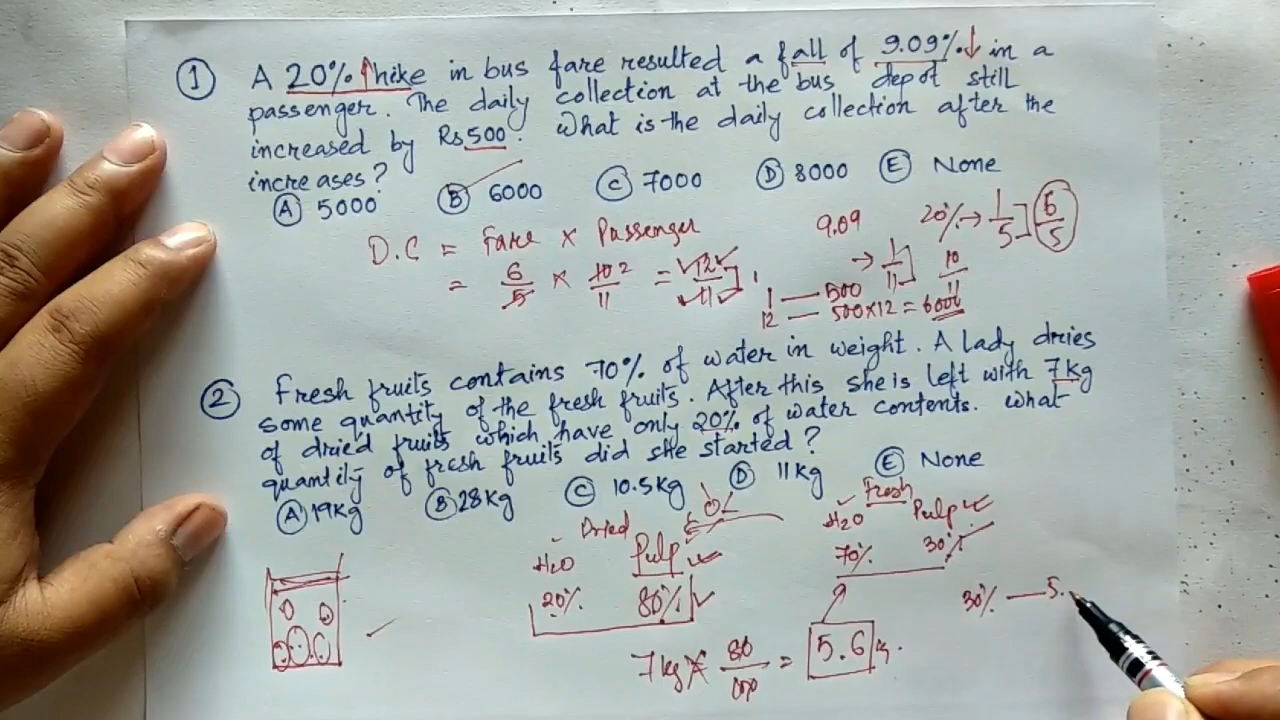 ① A 20% ↑hike in bus fare resulted a fall of 9.09%↓ in a
passenger. The daily collection at the bus depot still
increased by Rs 500. What is the daily collection after the
increases?
Ⓐ 5000 Ⓑ 6000 Ⓒ 7000 Ⓓ 8000 Ⓔ None
D.C = Fare × Passenger
= 6/5 × 10 2/11 = 12/11 ] 1
9.09 → 1/11 ] 10/11
20% → 1/5 ] 6/5
1 — 500
12 — 500×12 = 6000
② Fresh fruits contains 70% of water in weight. A lady dries
some quantity of the fresh fruits. After this she is left with 7kg
of dried fruits which have only 20% of water contents. what
quantily of fresh fruits did she started?
Ⓐ 19Kg Ⓑ 28Kg Ⓒ 10.5Kg Ⓓ 11Kg Ⓔ None
Dried
H2O Pulp
20% 80%
Fresh
H2O Pulp
70% 30%
30% — 5.
7kg × 80/100 = 5.6